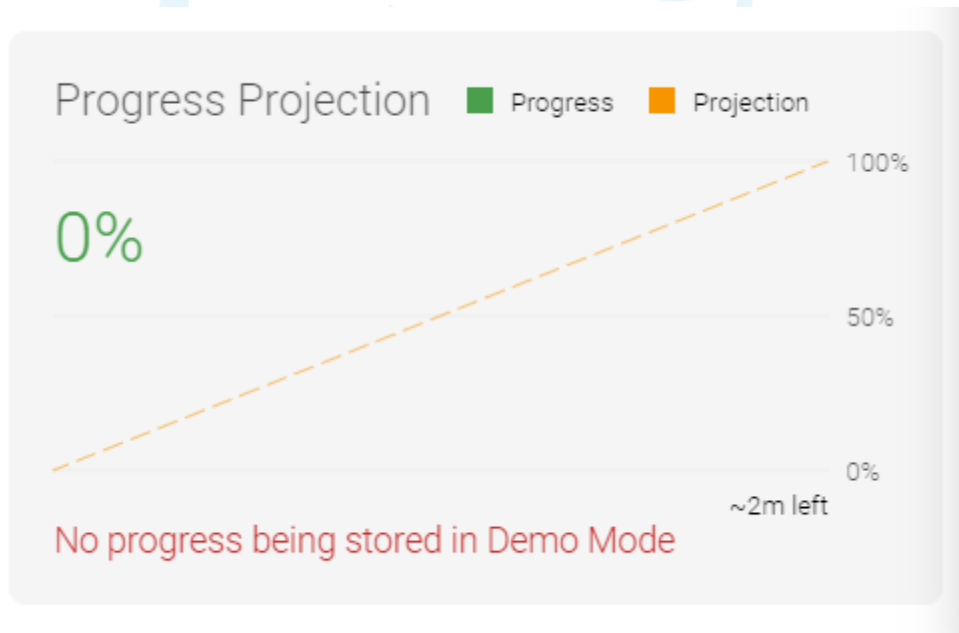 Progress Projection
Progress
Projection
100%
0%
50%
0%
~2m left
No progress being stored in Demo Mode